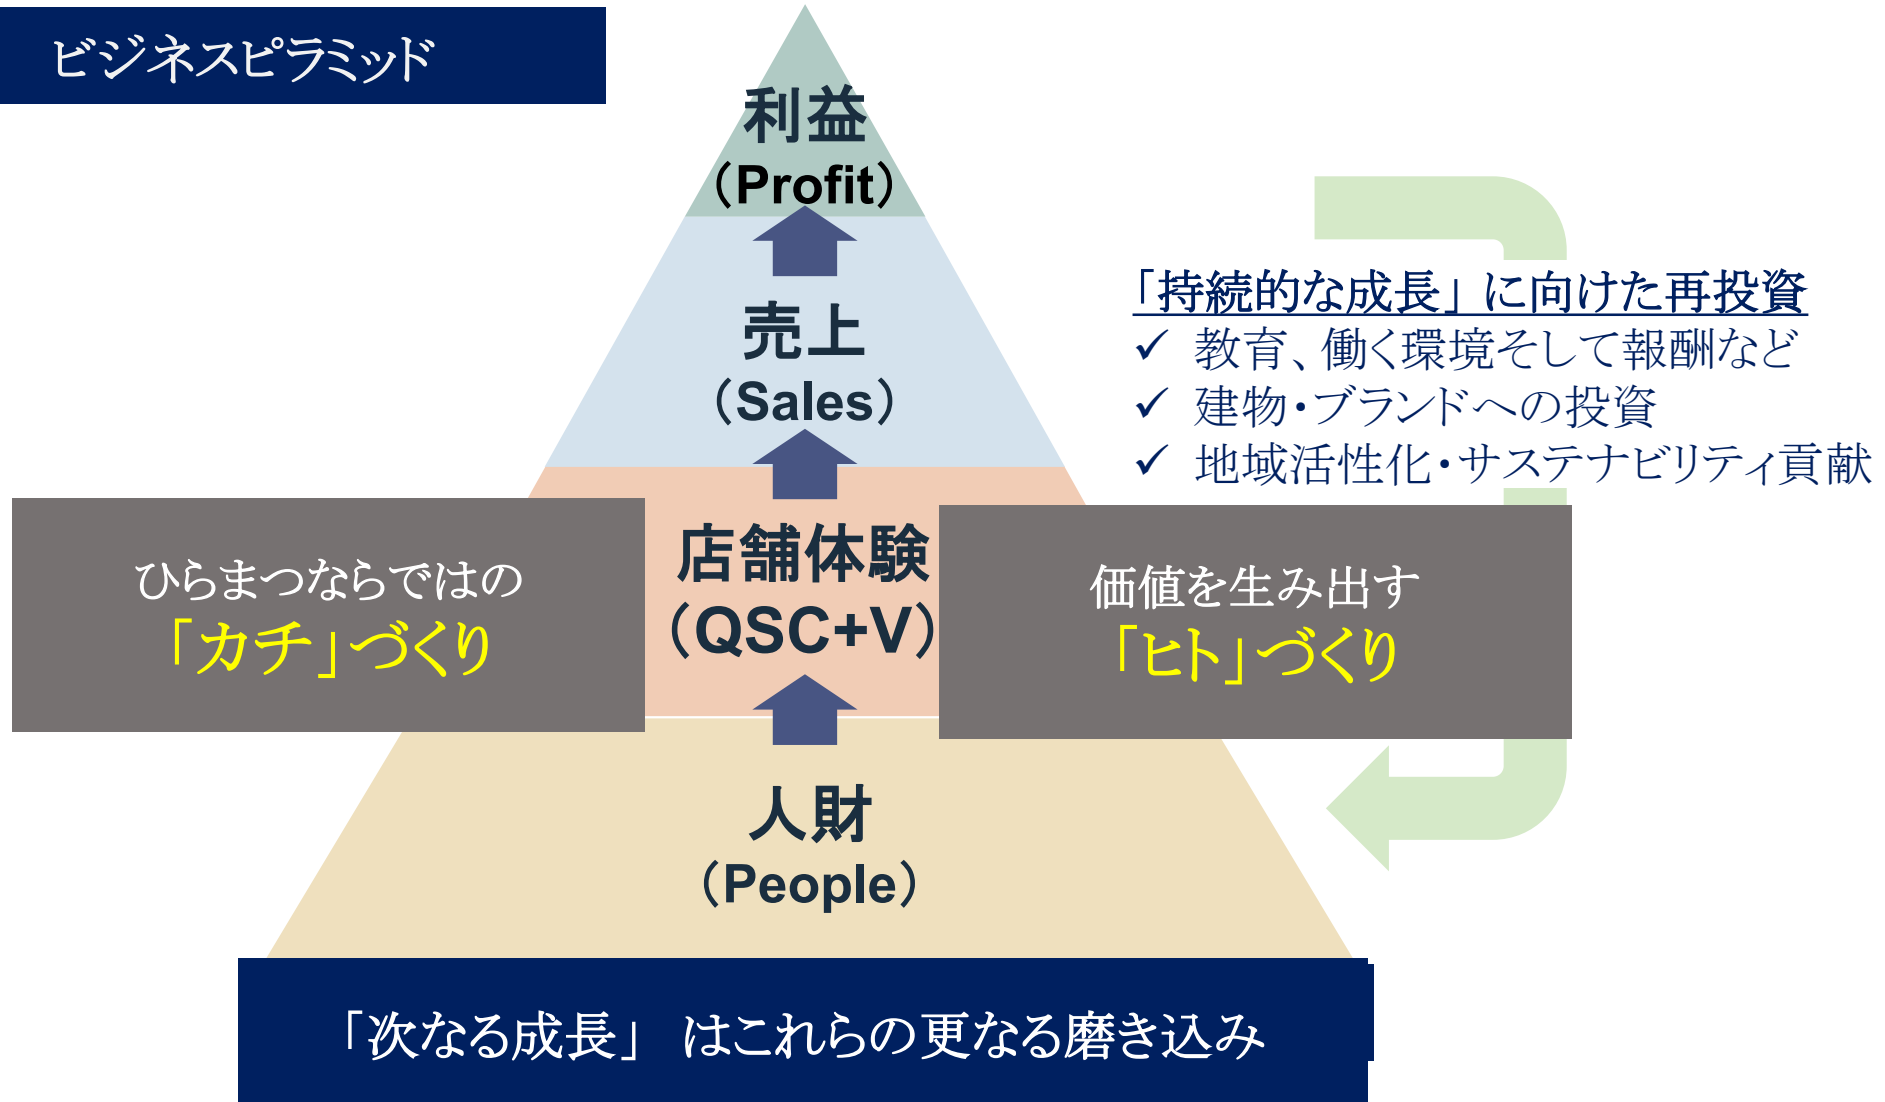 ビジネスピラミッド
利益
（Profit）
売上
（Sales）
「持続的な成長」に向けた再投資
✓ 教育、働く環境そして報酬など
✓ 建物・ブランドへの投資
✓ 地域活性化・サステナビリティ貢献
ひらまつならではの
「カチ」づくり
店舗体験
（QSC+V）
価値を生み出す
「ヒト」づくり
人財
（People）
「次なる成長」 はこれらの更なる磨き込み